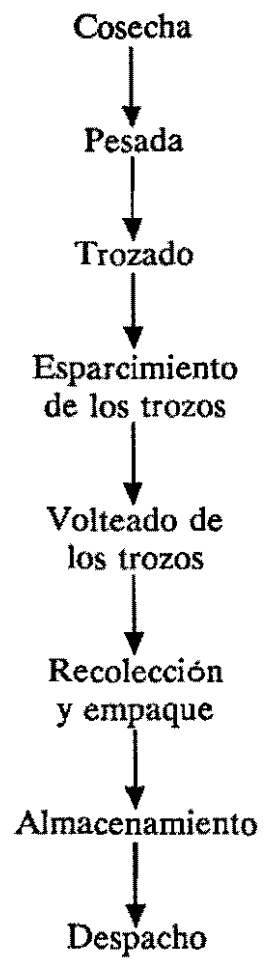 Cosecha
Pesada
Trozado
Esparcimiento
de los trozos
Volteado de
los trozos
Recolección
y empaque
Almacenamiento
Despacho